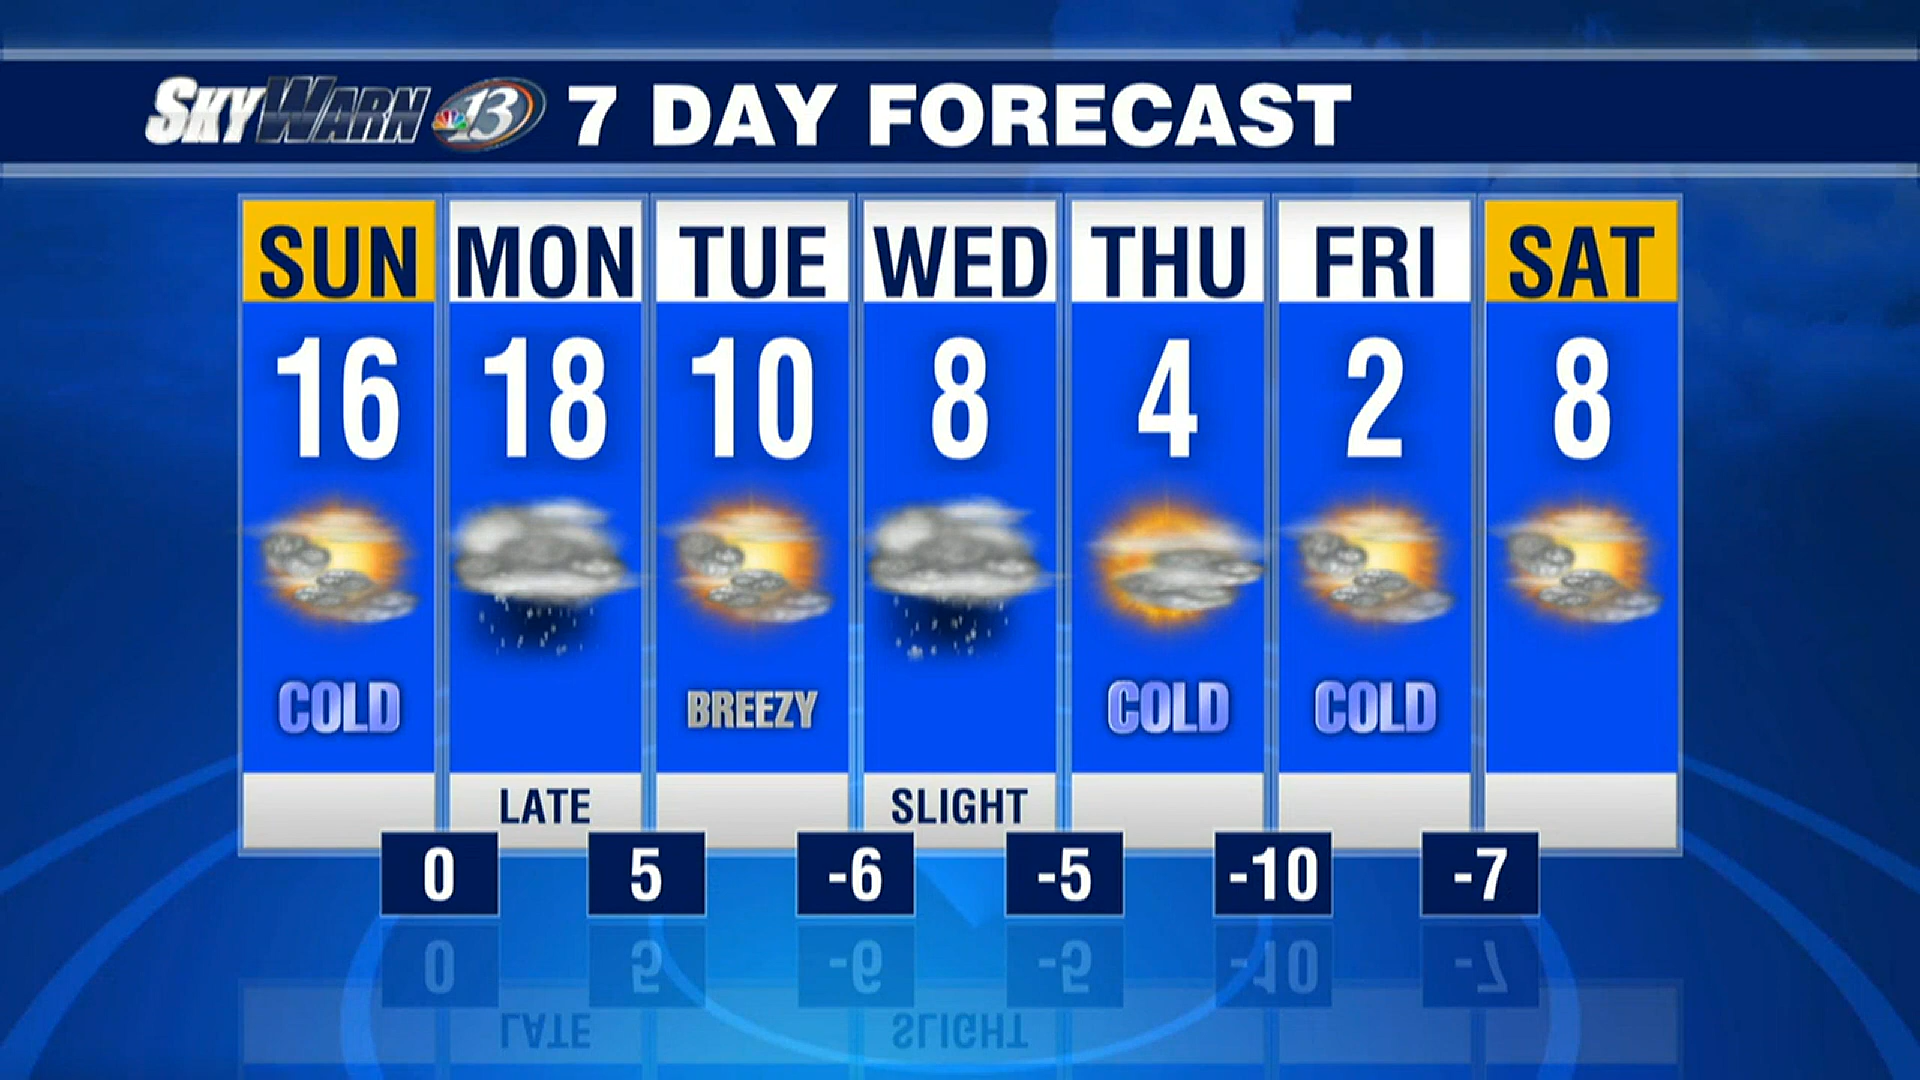 SKYWARN 13 7 DAY FORECAST
SUN MON TUE WED THU FRI SAT
16 18 10 8 4 2 8
COLD BREEZY COLD COLD
LATE SLIGHT
0 5 -6 -5 -10 -7